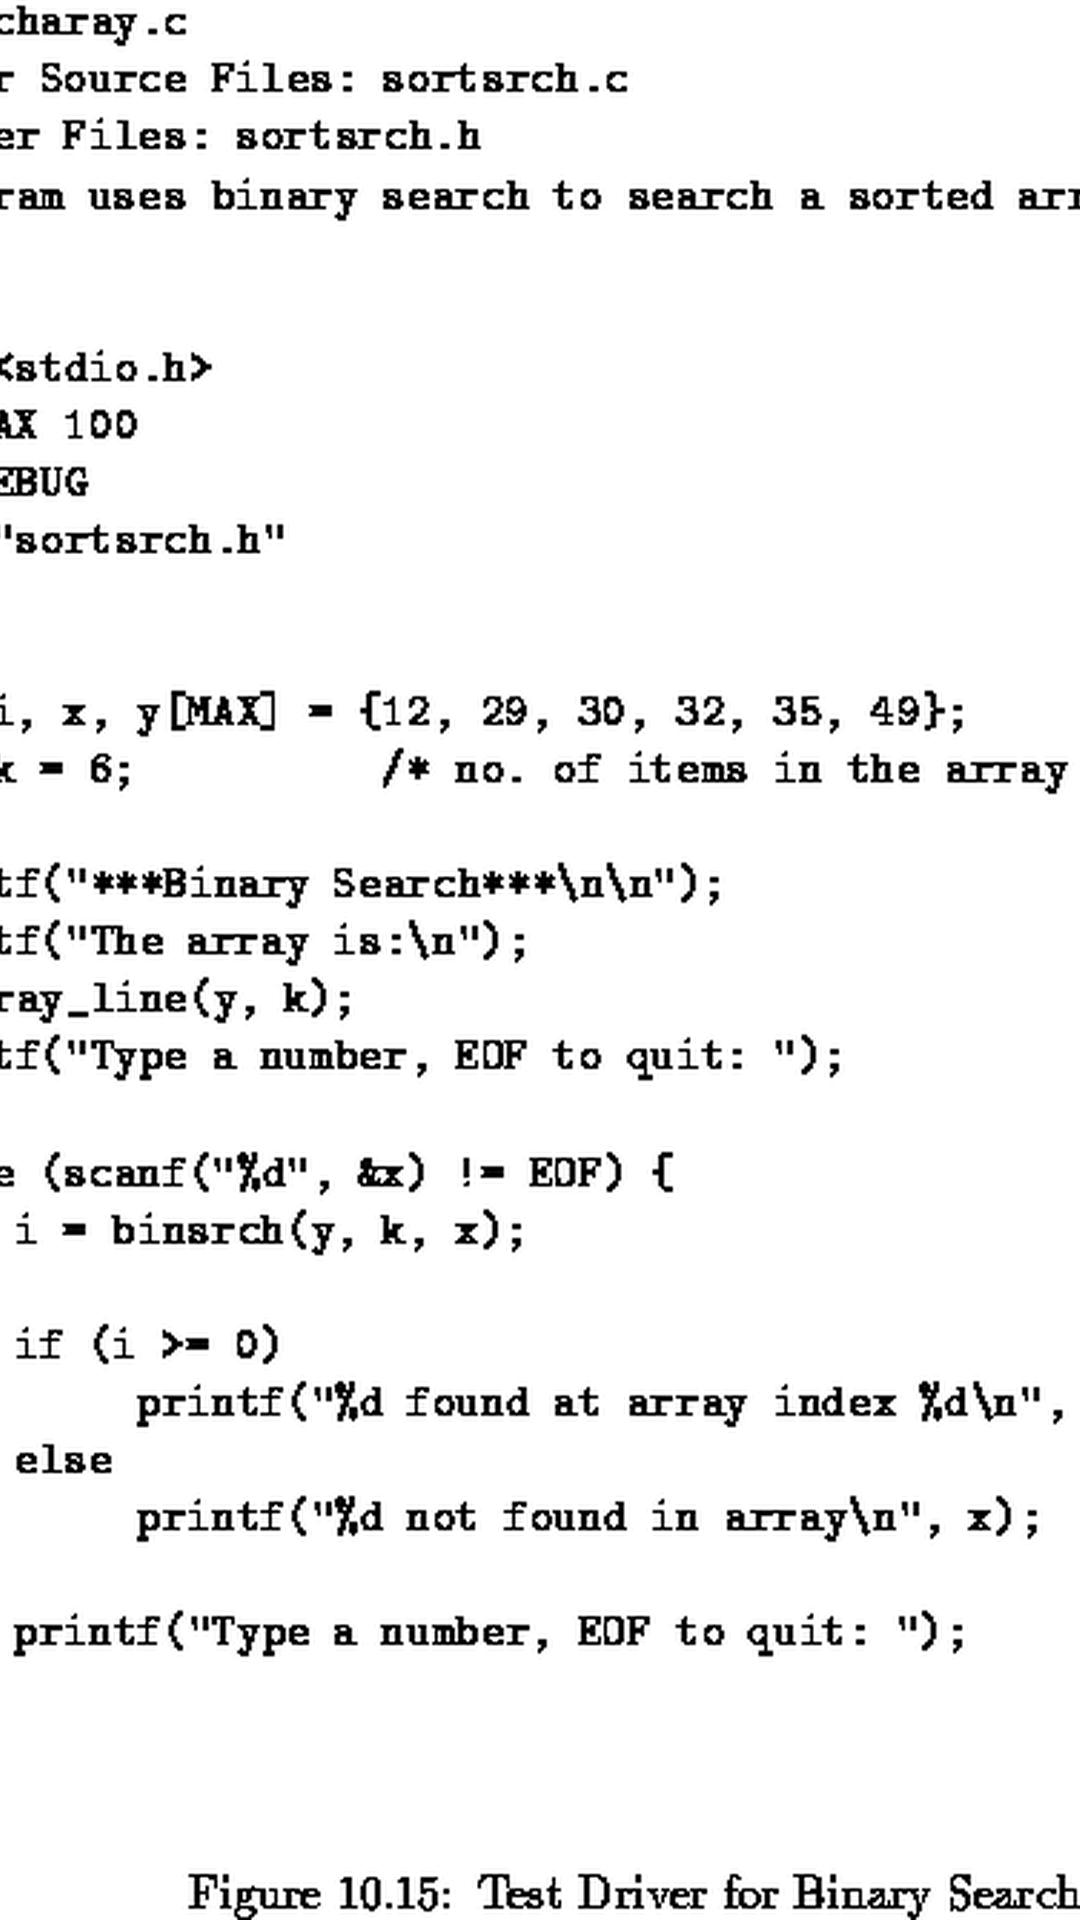 charay.c
r Source Files: sortsrch.c
er Files: sortsrch.h
ram uses binary search to search a sorted arr
<stdio.h>
AX 100
EBUG
"sortsrch.h"
i, x, y[MAX] = {12, 29, 30, 32, 35, 49};
k = 6; /* no. of items in the array
tf("***Binary Search***\n\n");
tf("The array is:\n");
ray_line(y, k);
tf("Type a number, EOF to quit: ");
e (scanf("%d", &x) != EOF) {
i = binsrch(y, k, x);
if (i >= 0)
printf("%d found at array index %d\n",
else
printf("%d not found in array\n", x);
printf("Type a number, EOF to quit: ");
Figure 10.15: Test Driver for Binary Search